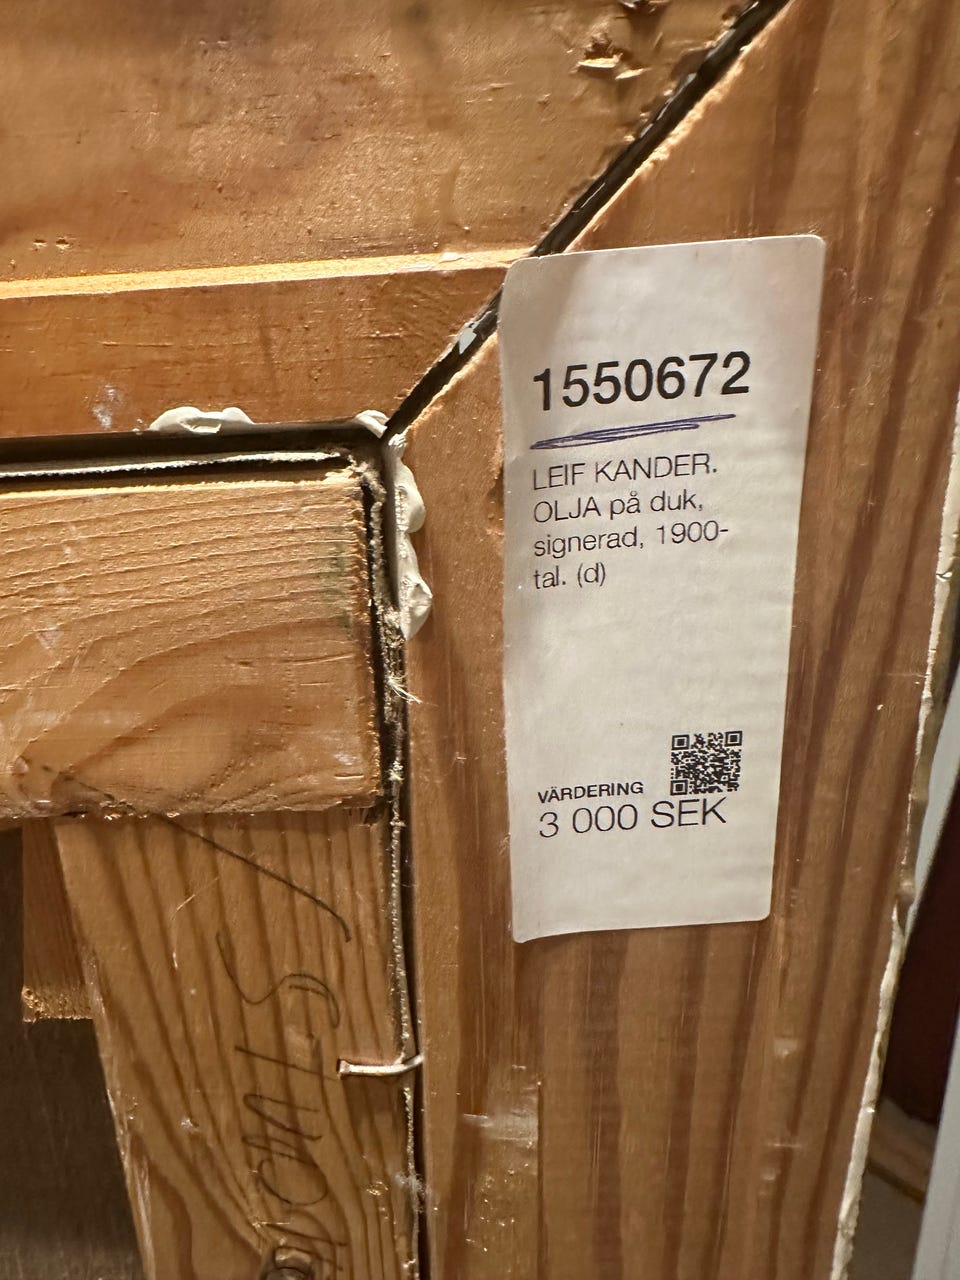 1550672
LEIF KANDER.
OLJA på duk,
signerad, 1900-
tal. (d)
VÄRDERING
3 000 SEK